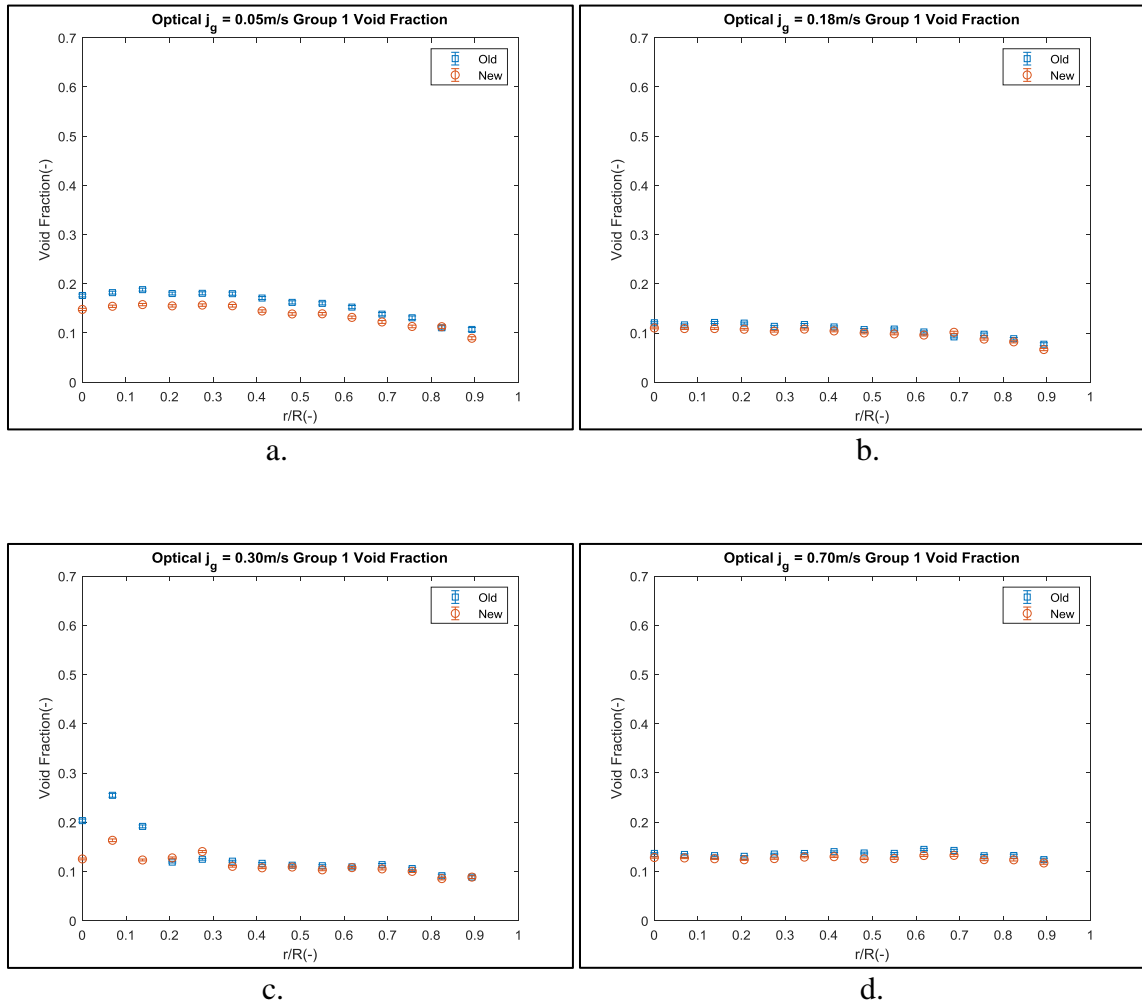 Optical j_g = 0.05m/s Group 1 Void Fraction
0.7
0.6
0.5
0.4
0.3
0.2
0.1
0
Void Fraction(-)
Old
New
0 0.1 0.2 0.3 0.4 0.5 0.6 0.7 0.8 0.9 1
r/R(-)
a.
Optical j_g = 0.18m/s Group 1 Void Fraction
0.7
0.6
0.5
0.4
0.3
0.2
0.1
0
Void Fraction(-)
Old
New
0 0.1 0.2 0.3 0.4 0.5 0.6 0.7 0.8 0.9 1
r/R(-)
b.
Optical j_g = 0.30m/s Group 1 Void Fraction
0.7
0.6
0.5
0.4
0.3
0.2
0.1
0
Void Fraction(-)
Old
New
0 0.1 0.2 0.3 0.4 0.5 0.6 0.7 0.8 0.9 1
r/R(-)
c.
Optical j_g = 0.70m/s Group 1 Void Fraction
0.7
0.6
0.5
0.4
0.3
0.2
0.1
0
Void Fraction(-)
Old
New
0 0.1 0.2 0.3 0.4 0.5 0.6 0.7 0.8 0.9 1
r/R(-)
d.